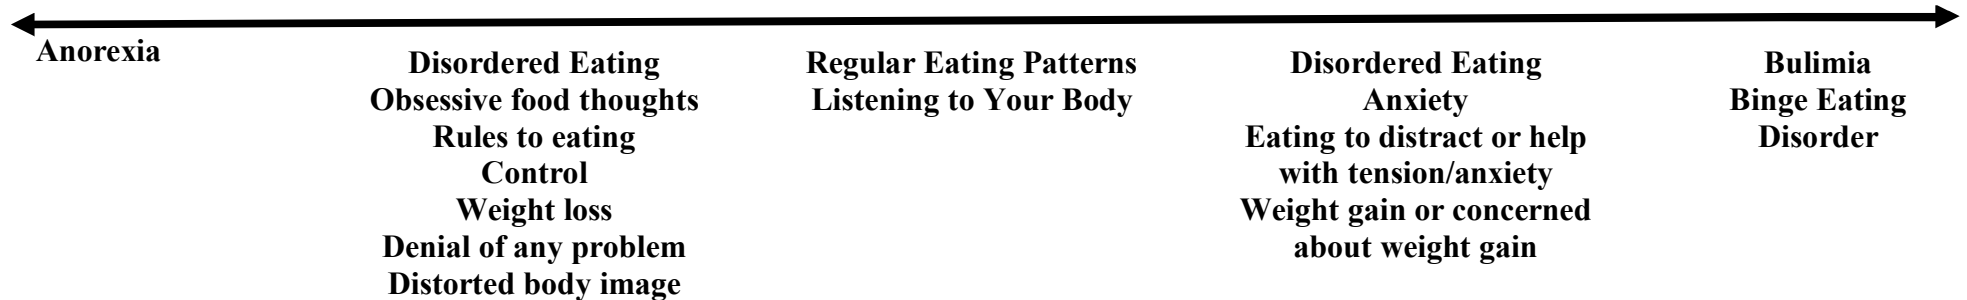 Anorexia
Disordered Eating
Obsessive food thoughts
Rules to eating
Control
Weight loss
Denial of any problem
Distorted body image
Regular Eating Patterns
Listening to Your Body
Disordered Eating
Anxiety
Eating to distract or help
with tension/anxiety
Weight gain or concerned
about weight gain
Bulimia
Binge Eating
Disorder